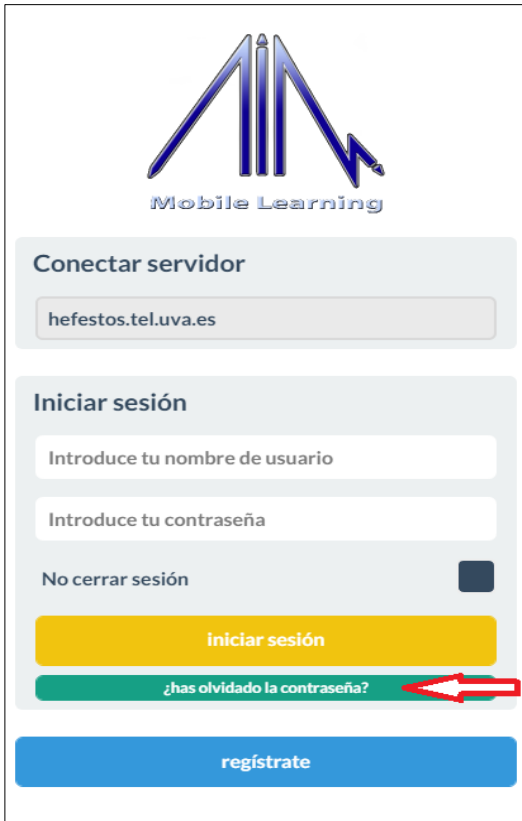 Mobile Learning
Conectar servidor
hefestos.tel.uva.es
Iniciar sesión
Introduce tu nombre de usuario
Introduce tu contraseña
No cerrar sesión
iniciar sesión
¿has olvidado la contraseña?
regístrate